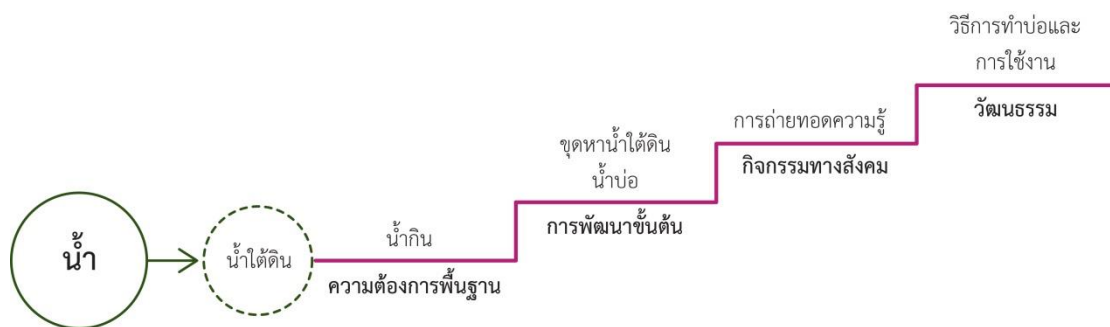 น้ำ
น้ำใต้ดิน
น้ำกิน
ความต้องการพื้นฐาน
ขุดหาน้ำใต้ดิน
น้ำบ่อ
การพัฒนาขั้นต้น
การถ่ายทอดความรู้
กิจกรรมทางสังคม
วิธีการทำบ่อและ
การใช้งาน
วัฒนธรรม